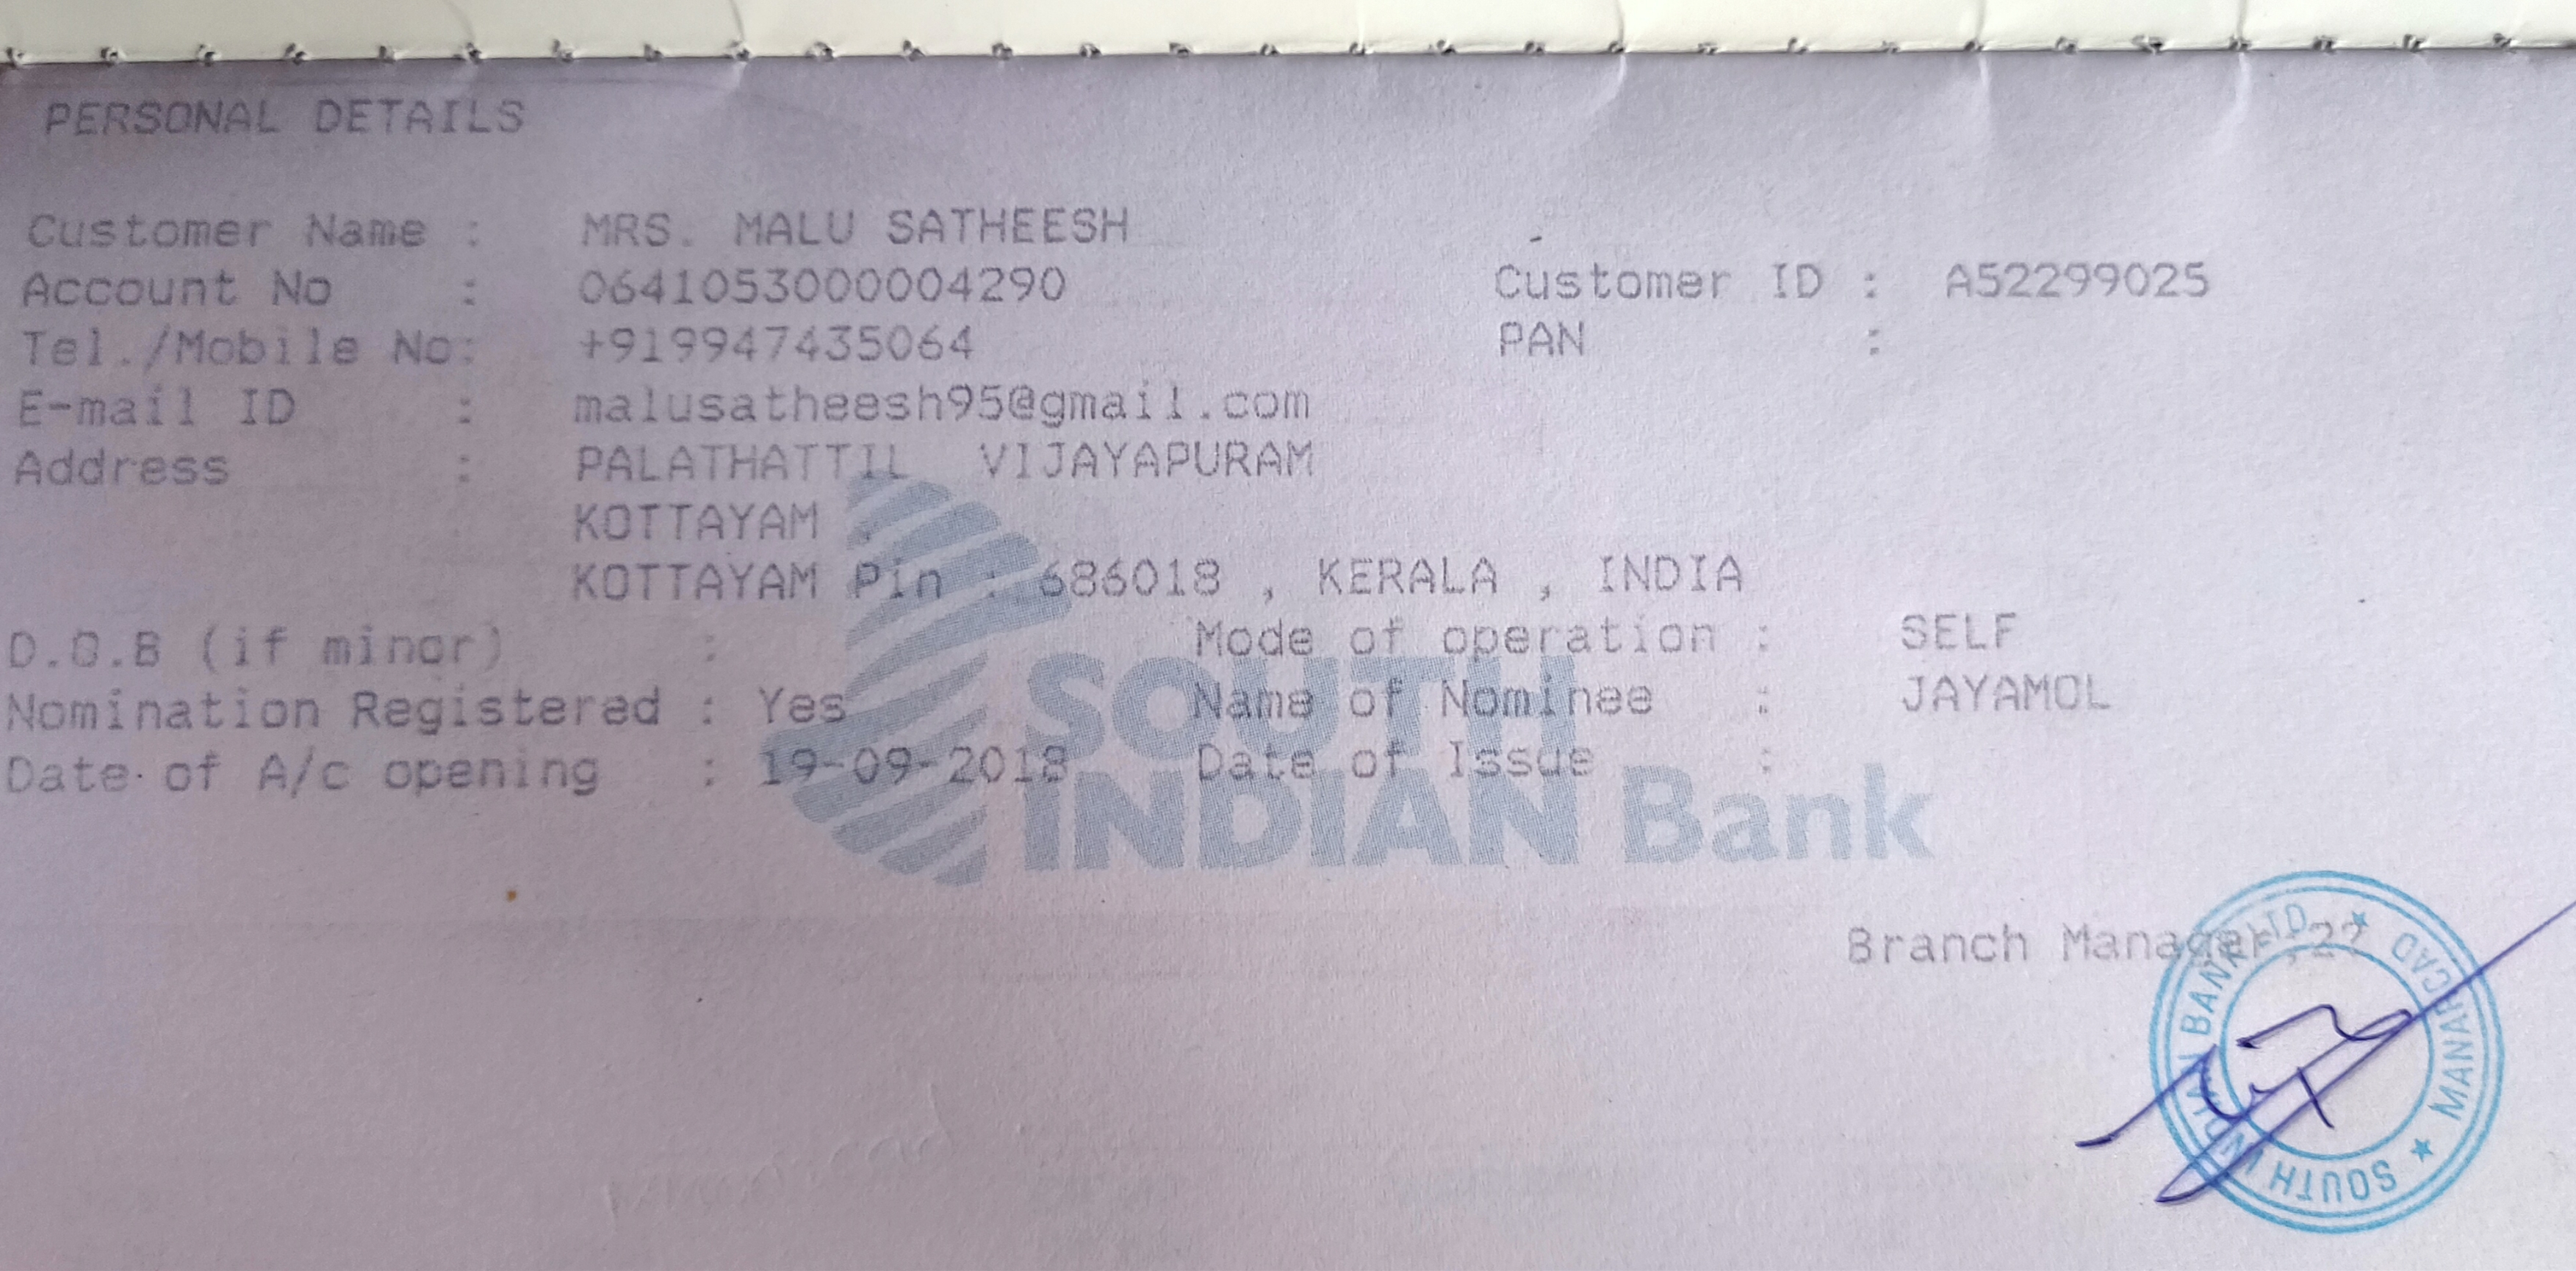 PERSONAL DETAILS
Customer Name : MRS. MALU SATHEESH
Account No : 0641053000004290 Customer ID : A52299025
Tel./Mobile No: +919947435064 PAN :
E-mail ID : malusatheesh95@gmail.com
Address : PALATHATTIL VIJAYAPURAM
KOTTAYAM
KOTTAYAM Pin : 686018 , KERALA , INDIA
D.O.B (if minor) : Mode of operation : SELF
Nomination Registered : Yes Name of Nominee : JAYAMOL
Date of A/c opening : 19-09-2018 Date of Issue :
SOUTH
INDIAN Bank
Branch Manager
SOUTH INDIAN BANK LTD ★ MANARCAD ★